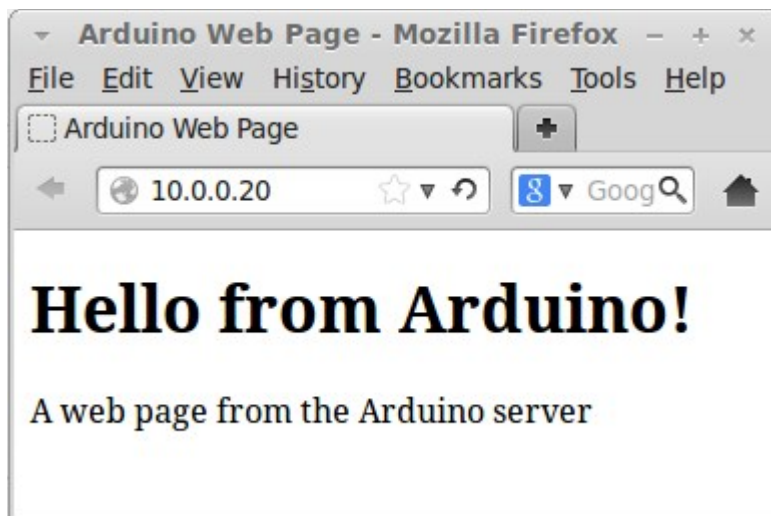 Arduino Web Page - Mozilla Firefox
File Edit View History Bookmarks Tools Help
Arduino Web Page
10.0.0.20 8 Goog
Hello from Arduino!
A web page from the Arduino server